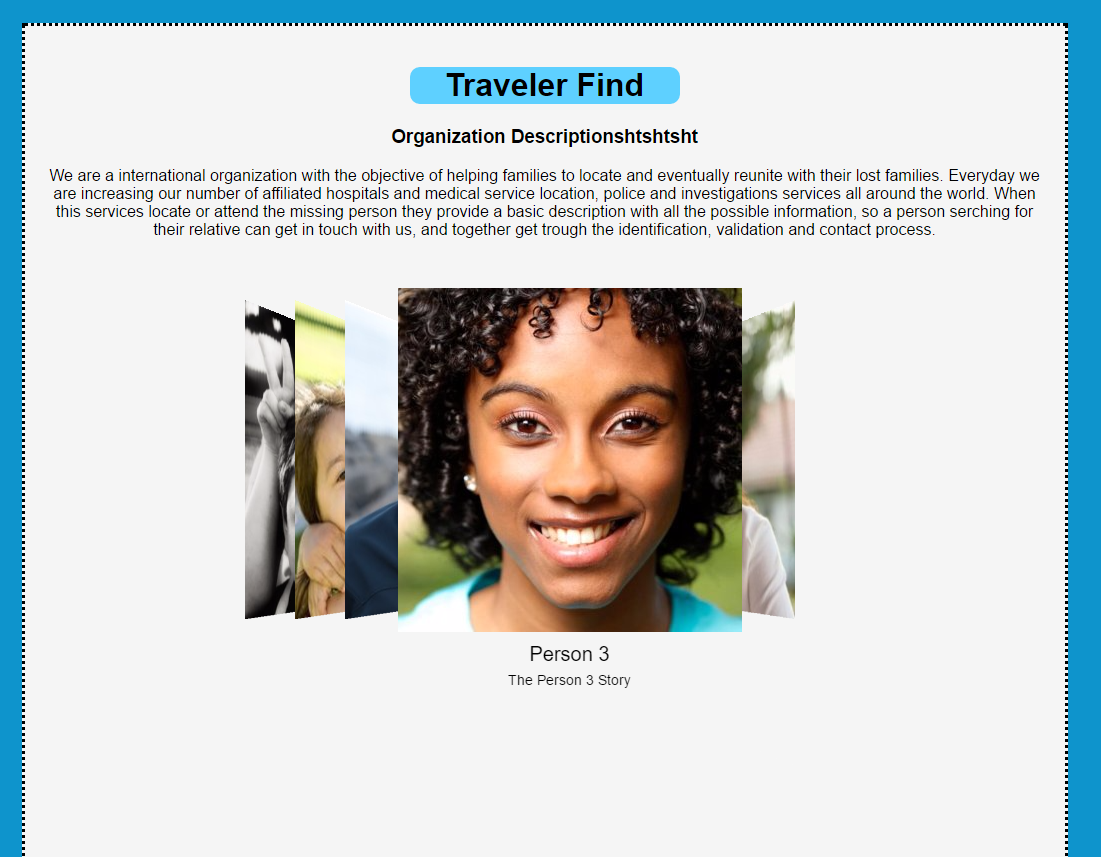 Traveler Find
Organization Descriptionshtshtsht
We are a international organization with the objective of helping families to locate and eventually reunite with their lost families. Everyday we
are increasing our number of affiliated hospitals and medical service location, police and investigations services all around the world. When
this services locate or attend the missing person they provide a basic description with all the possible information, so a person serching for
their relative can get in touch with us, and together get trough the identification, validation and contact process.
Person 3
The Person 3 Story